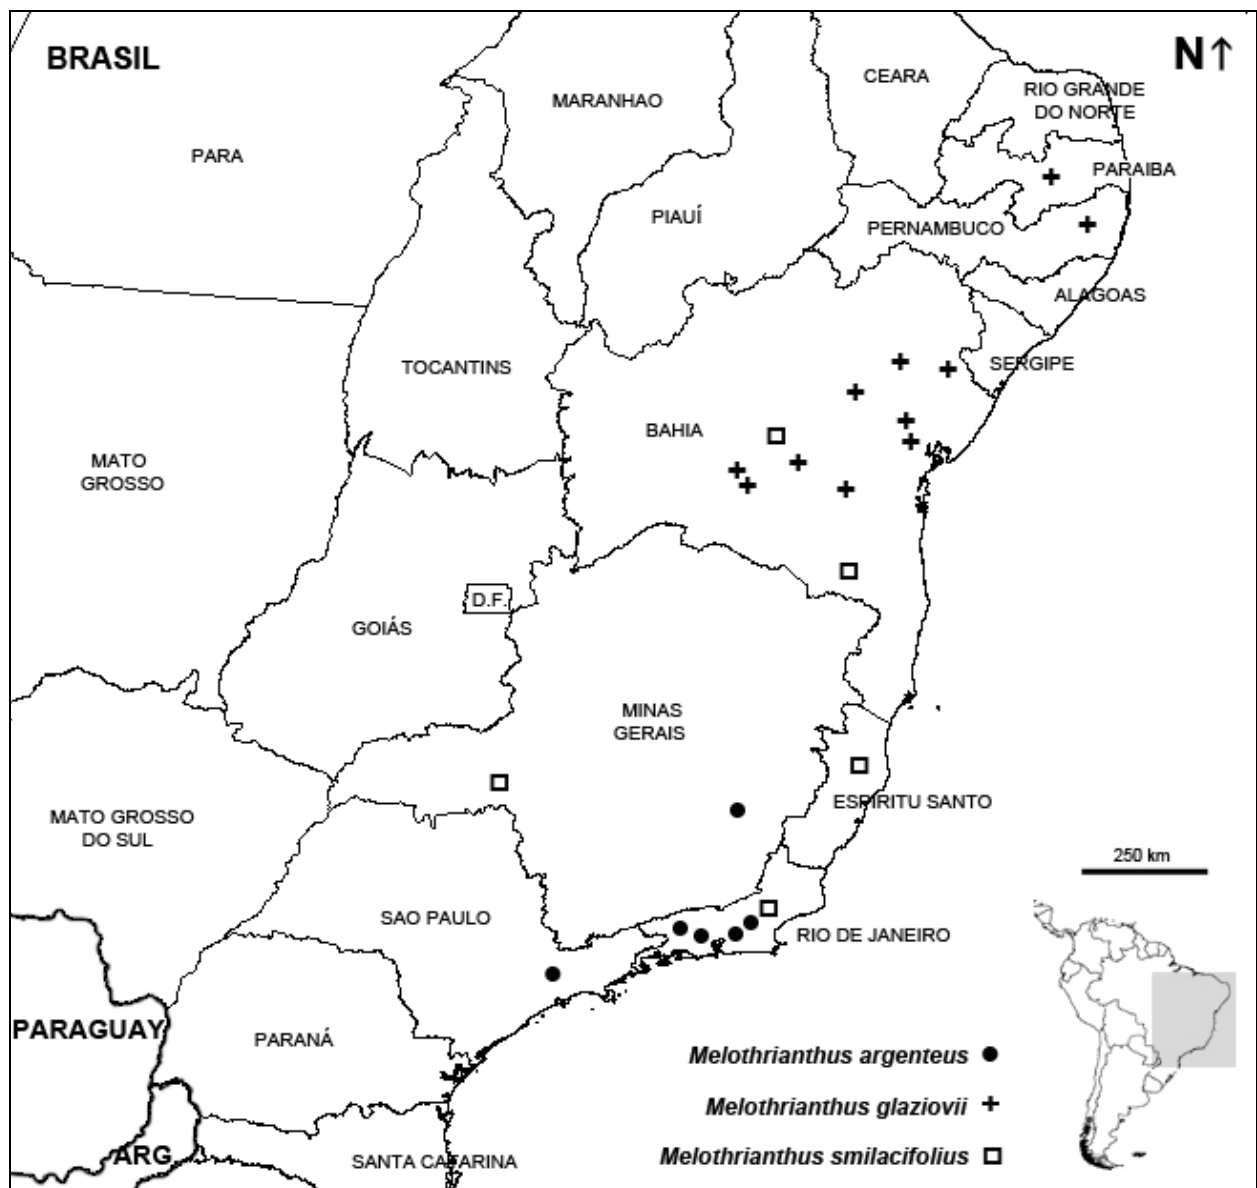 BRASIL
N↑
CEARA
MARANHAO
RIO GRANDE
DO NORTE
PARA
PARAIBA
PIAUÍ
PERNAMBUCO
ALAGOAS
TOCANTINS
SERGIPE
BAHIA
MATO
GROSSO
D.F.
GOIÁS
MINAS
GERAIS
ESPIRITU SANTO
MATO GROSSO
DO SUL
250 km
SAO PAULO
RIO DE JANEIRO
PARAGUAY
PARANÁ
Melothrianthus argenteus
Melothrianthus glaziovii
ARG.
SANTA CATARINA
Melothrianthus smilacifolius